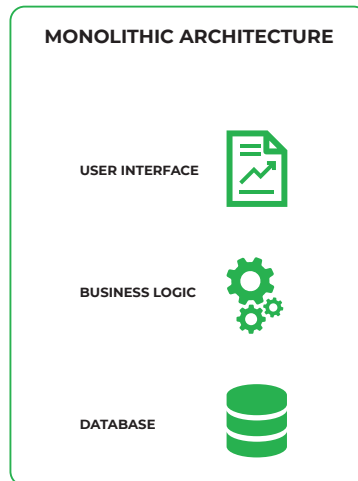 MONOLITHIC ARCHITECTURE
USER INTERFACE
BUSINESS LOGIC
DATABASE